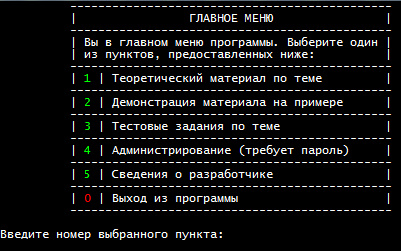 ГЛАВНОЕ МЕНЮ
Вы в главном меню программы. Выберите один
из пунктов, предоставленных ниже:
1 | Теоретический материал по теме
2 | Демонстрация материала на примере
3 | Тестовые задания по теме
4 | Администрирование (требует пароль)
5 | Сведения о разработчике
0 | Выход из программы
Введите номер выбранного пункта: